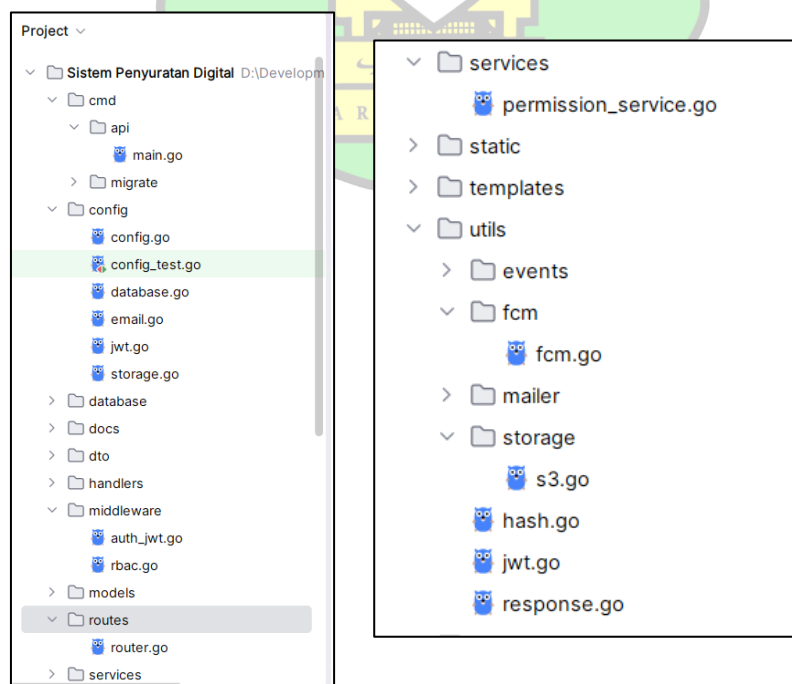 Project
Sistem Penyuratan Digital D:\Developm
cmd
api
main.go
migrate
config
config.go
config_test.go
database.go
email.go
jwt.go
storage.go
database
docs
dto
handlers
middleware
auth_jwt.go
rbac.go
models
routes
router.go
services
services
permission_service.go
static
templates
utils
events
fcm
fcm.go
mailer
storage
s3.go
hash.go
jwt.go
response.go
A R